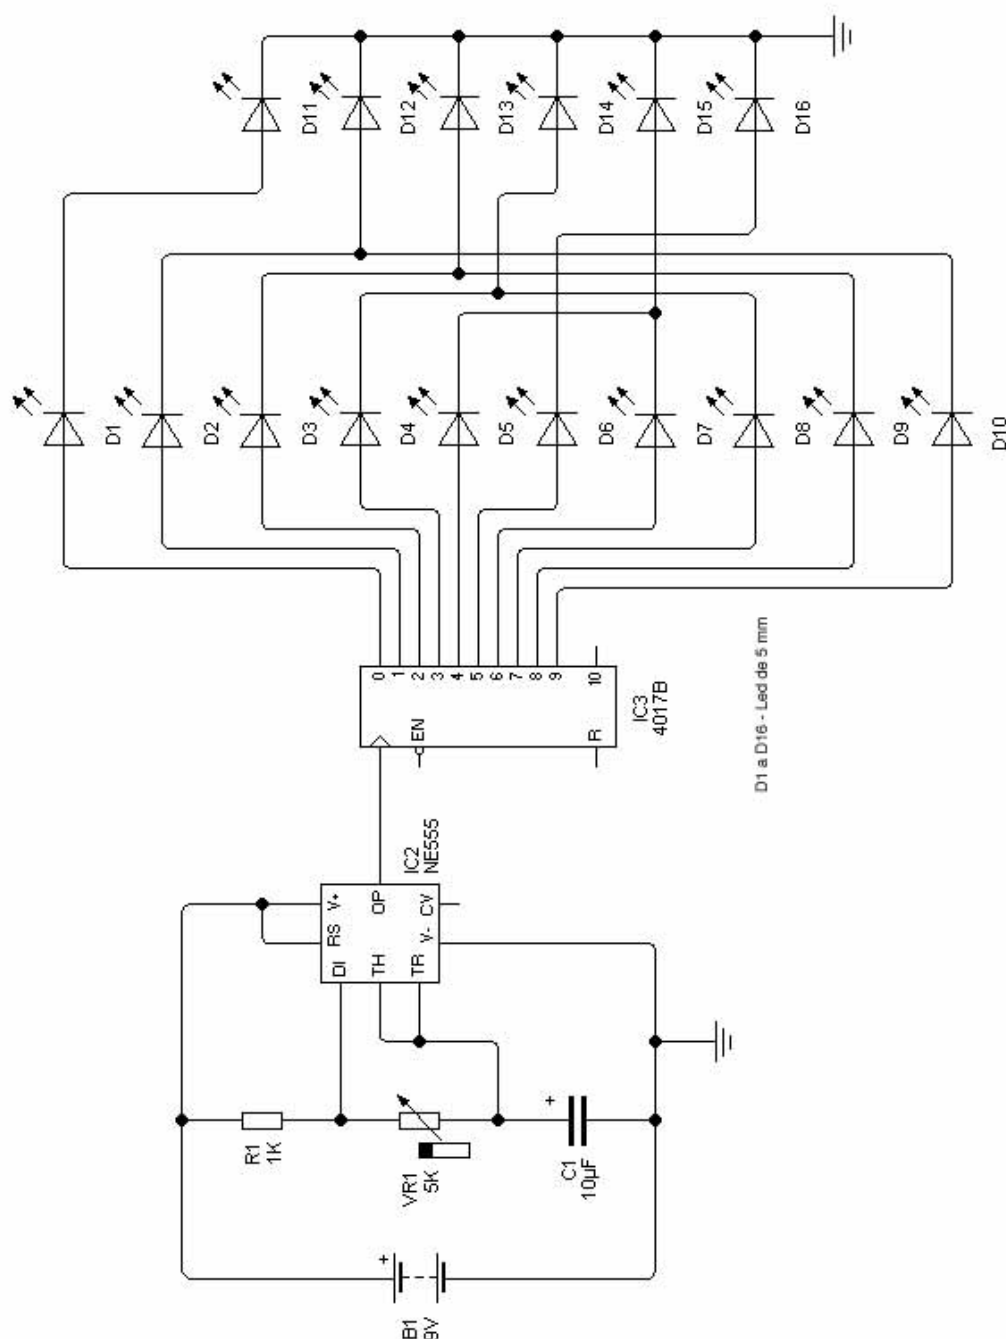 D11
D12
D13
D14
D15
D16
D1
D2
D3
D4
D5
D6
D7
D8
D9
D10
0
1
2
3
4
5
6
7
8
9
10
EN
R
IC3
4017B
D1 a D16 - Led de 5 mm
IC2
NE555
V+
RS
DI
OP
TH
CV
V-
TR
R1
1K
VR1
5K
+
C1
10µF
+
B1
9V